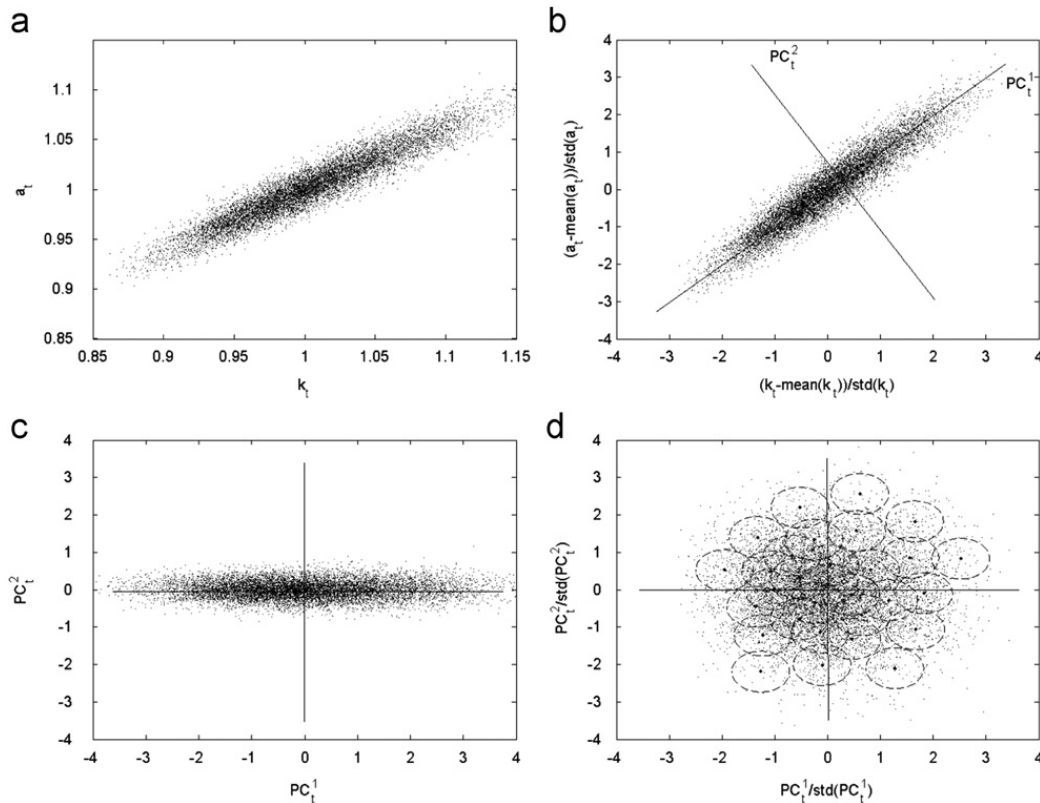 a
1.1
1.05
1
0.95
0.9
0.85
a_t
0.85 0.9 0.95 1 1.05 1.1 1.15
k_t
b
4
3
2
1
0
-1
-2
-3
-4
(a_t-mean(a_t))/std(a_t)
PC_t^2
PC_t^1
-4 -3 -2 -1 0 1 2 3 4
(k_t-mean(k_t))/std(k_t)
c
4
3
2
1
0
-1
-2
-3
-4
PC_t^2
-4 -3 -2 -1 0 1 2 3 4
PC_t^1
d
4
3
2
1
0
-1
-2
-3
-4
PC_t^2/std(PC_t^2)
-4 -3 -2 -1 0 1 2 3 4
PC_t^1/std(PC_t^1)